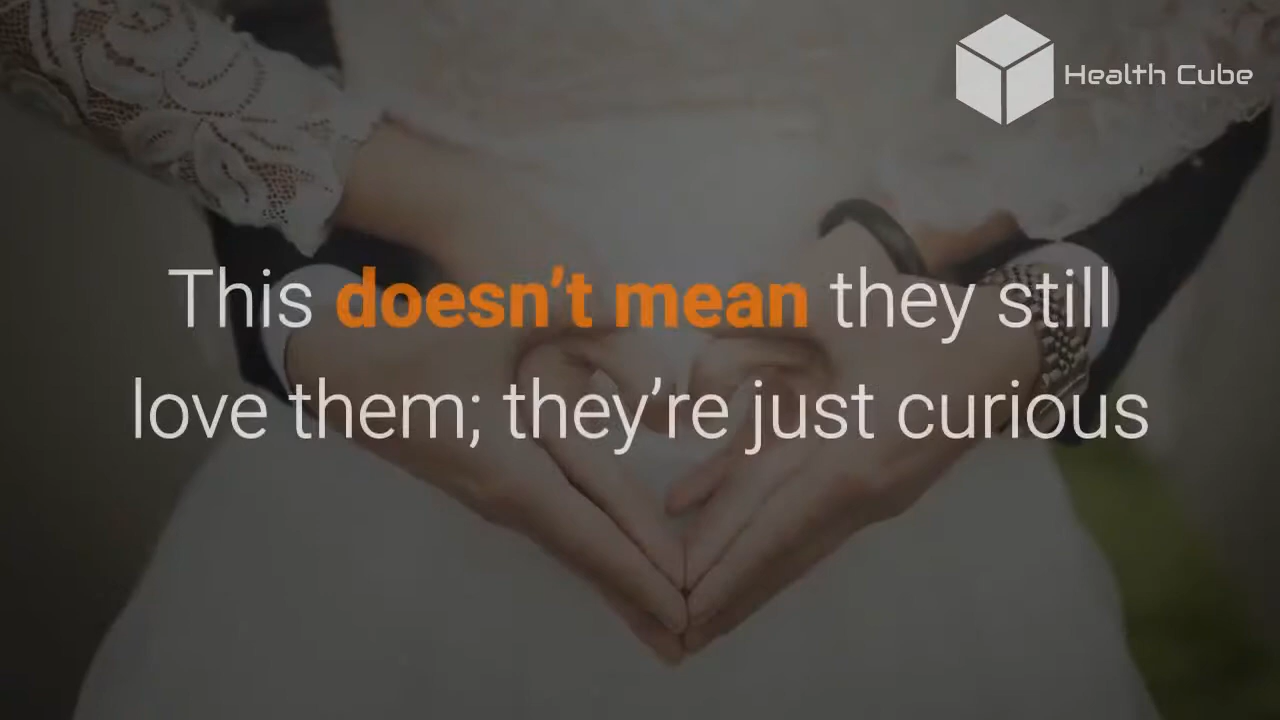 Health Cube
This doesn’t mean they still
love them; they’re just curious